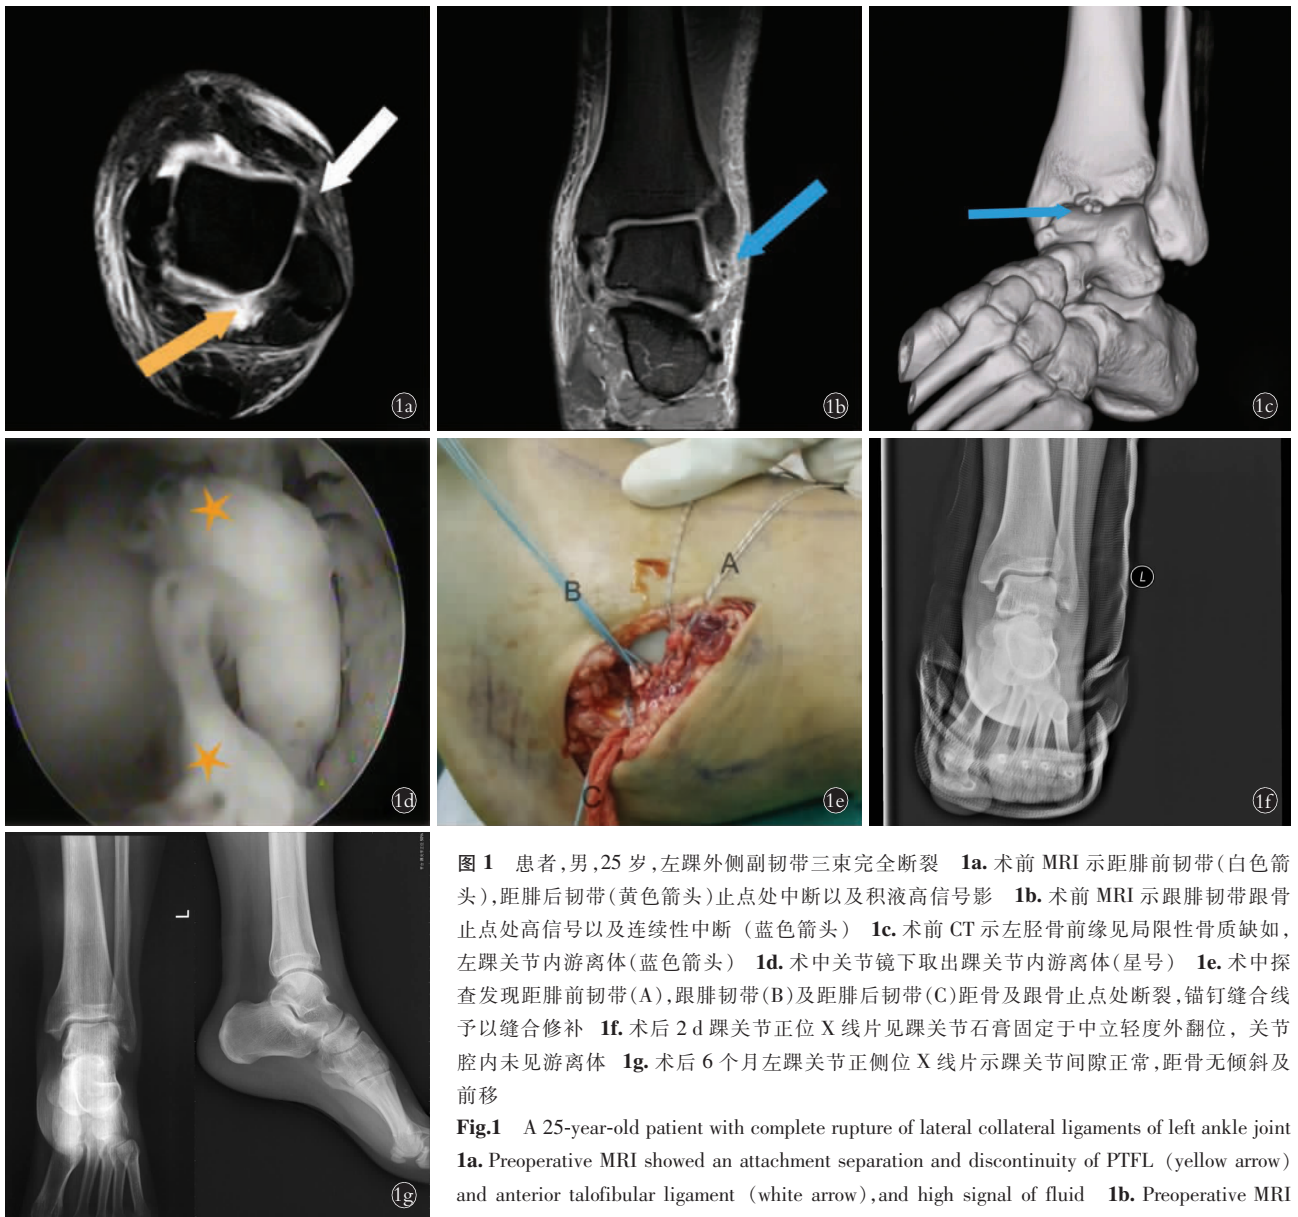 1a
1b
1c
A
B
C
1d
1e
L
1f
L
1g
图 1 患者,男,25 岁,左踝外侧副韧带三束完全断裂 1a. 术前 MRI 示距腓前韧带(白色箭
头),距腓后韧带(黄色箭头)止点处中断以及积液高信号影 1b. 术前 MRI 示跟腓韧带跟骨
止点处高信号以及连续性中断(蓝色箭头) 1c. 术前 CT 示左胫骨前缘见局限性骨质缺如,
左踝关节内游离体(蓝色箭头) 1d. 术中关节镜下取出踝关节内游离体(星号) 1e. 术中探
查发现距腓前韧带(A),跟腓韧带(B)及距腓后韧带(C)距骨及跟骨止点处断裂,锚钉缝合线
予以缝合修补 1f. 术后 2 d 踝关节正位 X 线片见踝关节石膏固定于中立轻度外翻位, 关节
腔内未见游离体 1g. 术后 6 个月左踝关节正侧位 X 线片示踝关节间隙正常,距骨无倾斜及
前移
Fig.1 A 25-year-old patient with complete rupture of lateral collateral ligaments of left ankle joint
1a. Preoperative MRI showed an attachment separation and discontinuity of PTFL (yellow arrow)
and anterior talofibular ligament (white arrow),and high signal of fluid 1b. Preoperative MRI